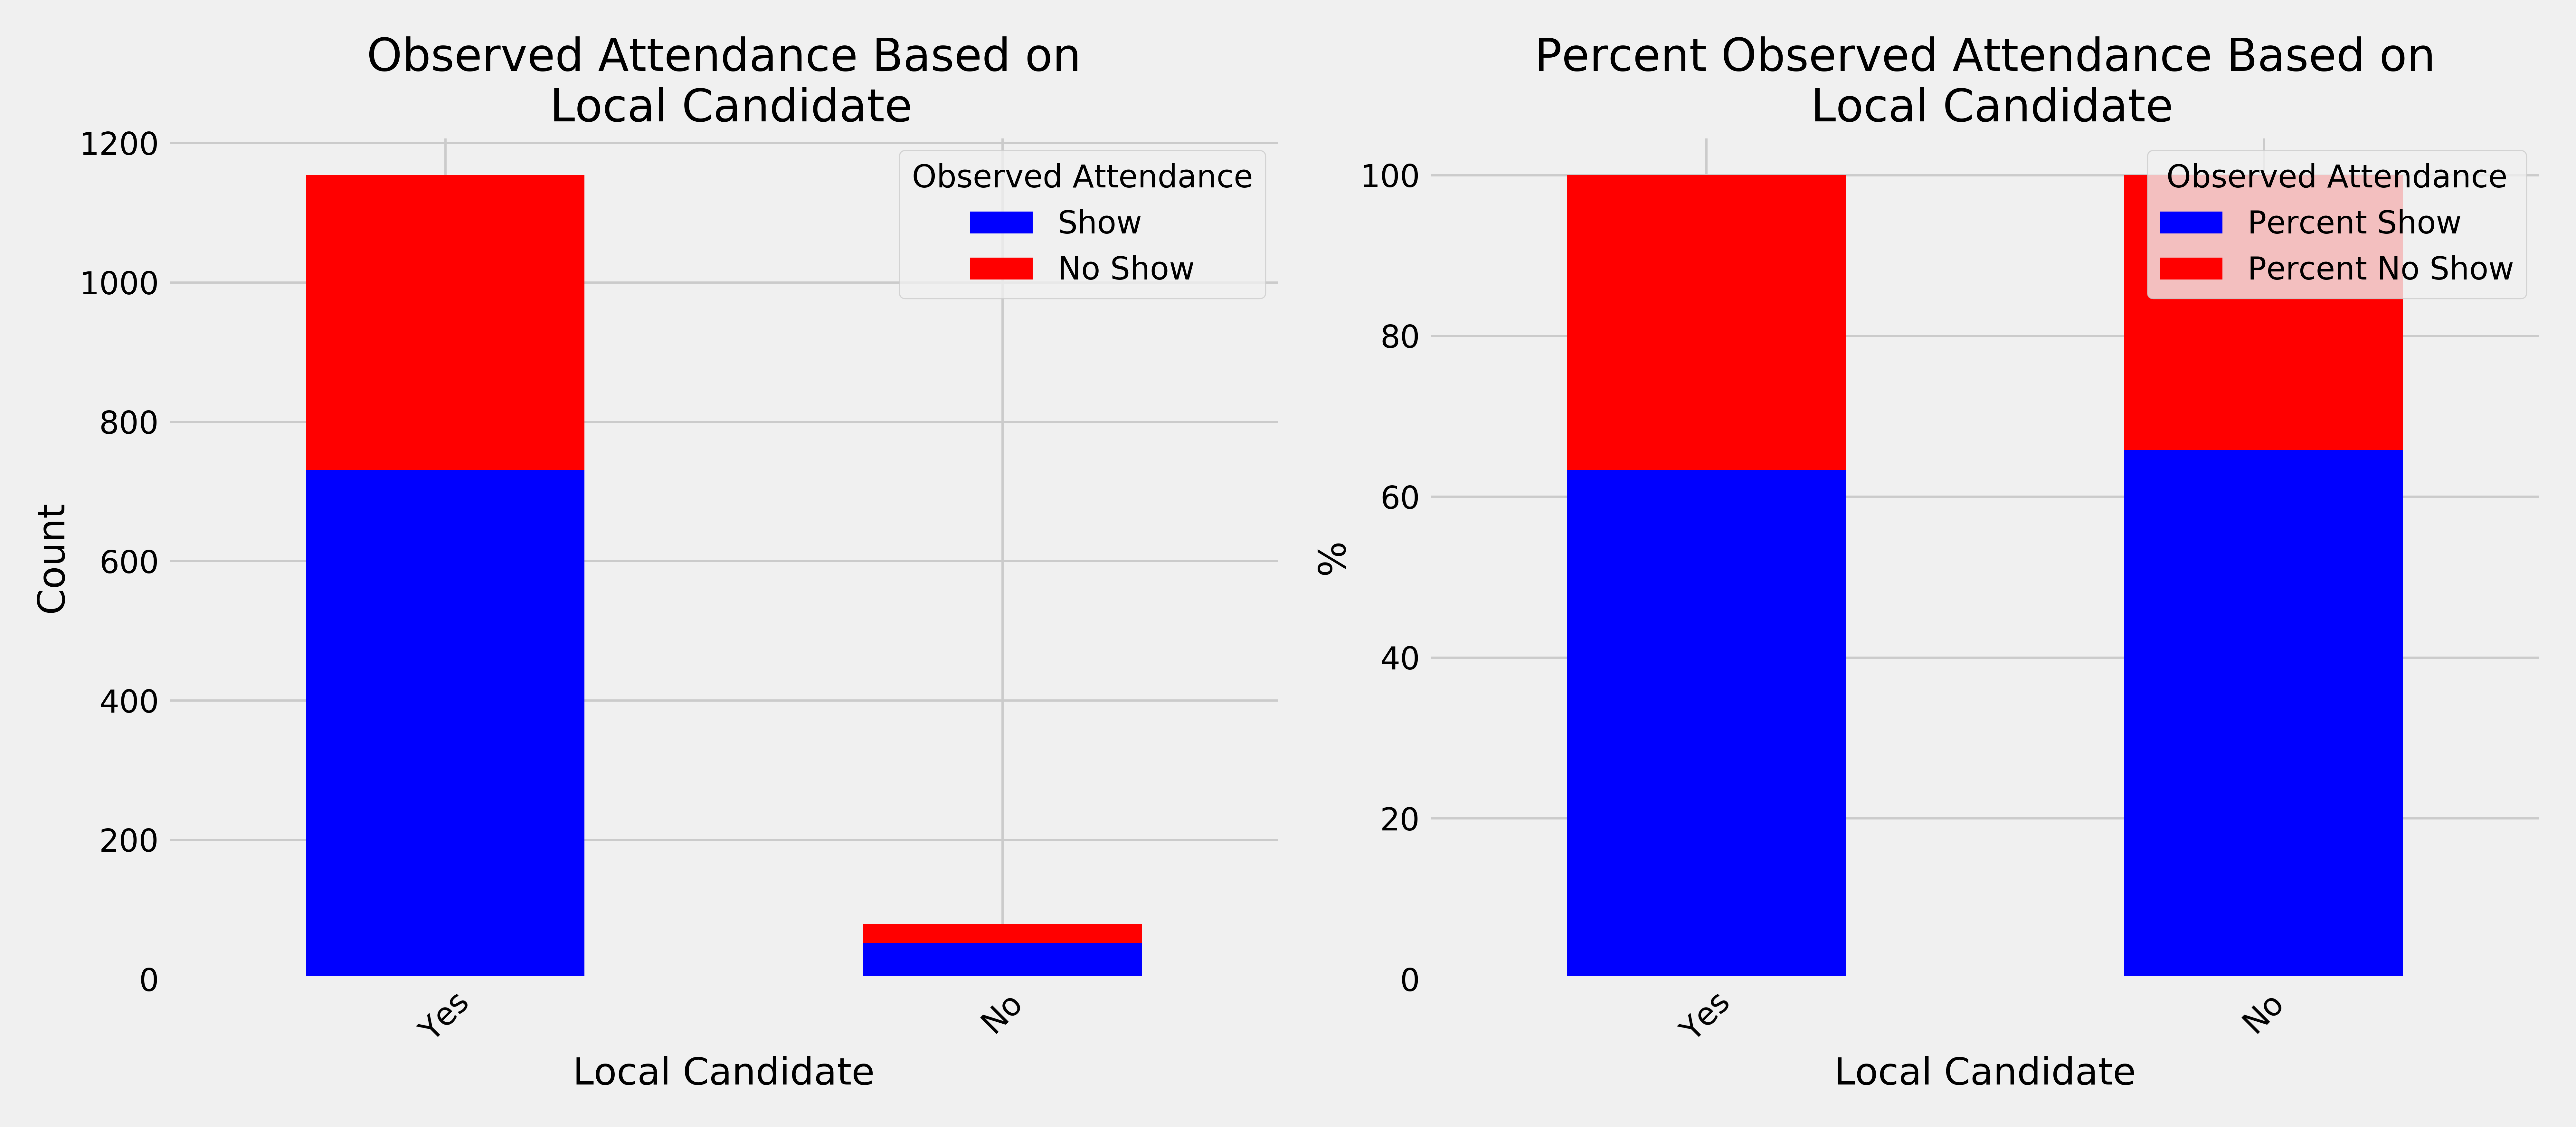 Observed Attendance Based on
Local Candidate
1200
1000
800
600
400
200
0
Count
Observed Attendance
Show
No Show
Yes
No
Local Candidate
Percent Observed Attendance Based on
Local Candidate
100
80
60
40
20
0
%
Observed Attendance
Percent Show
Percent No Show
Yes
No
Local Candidate